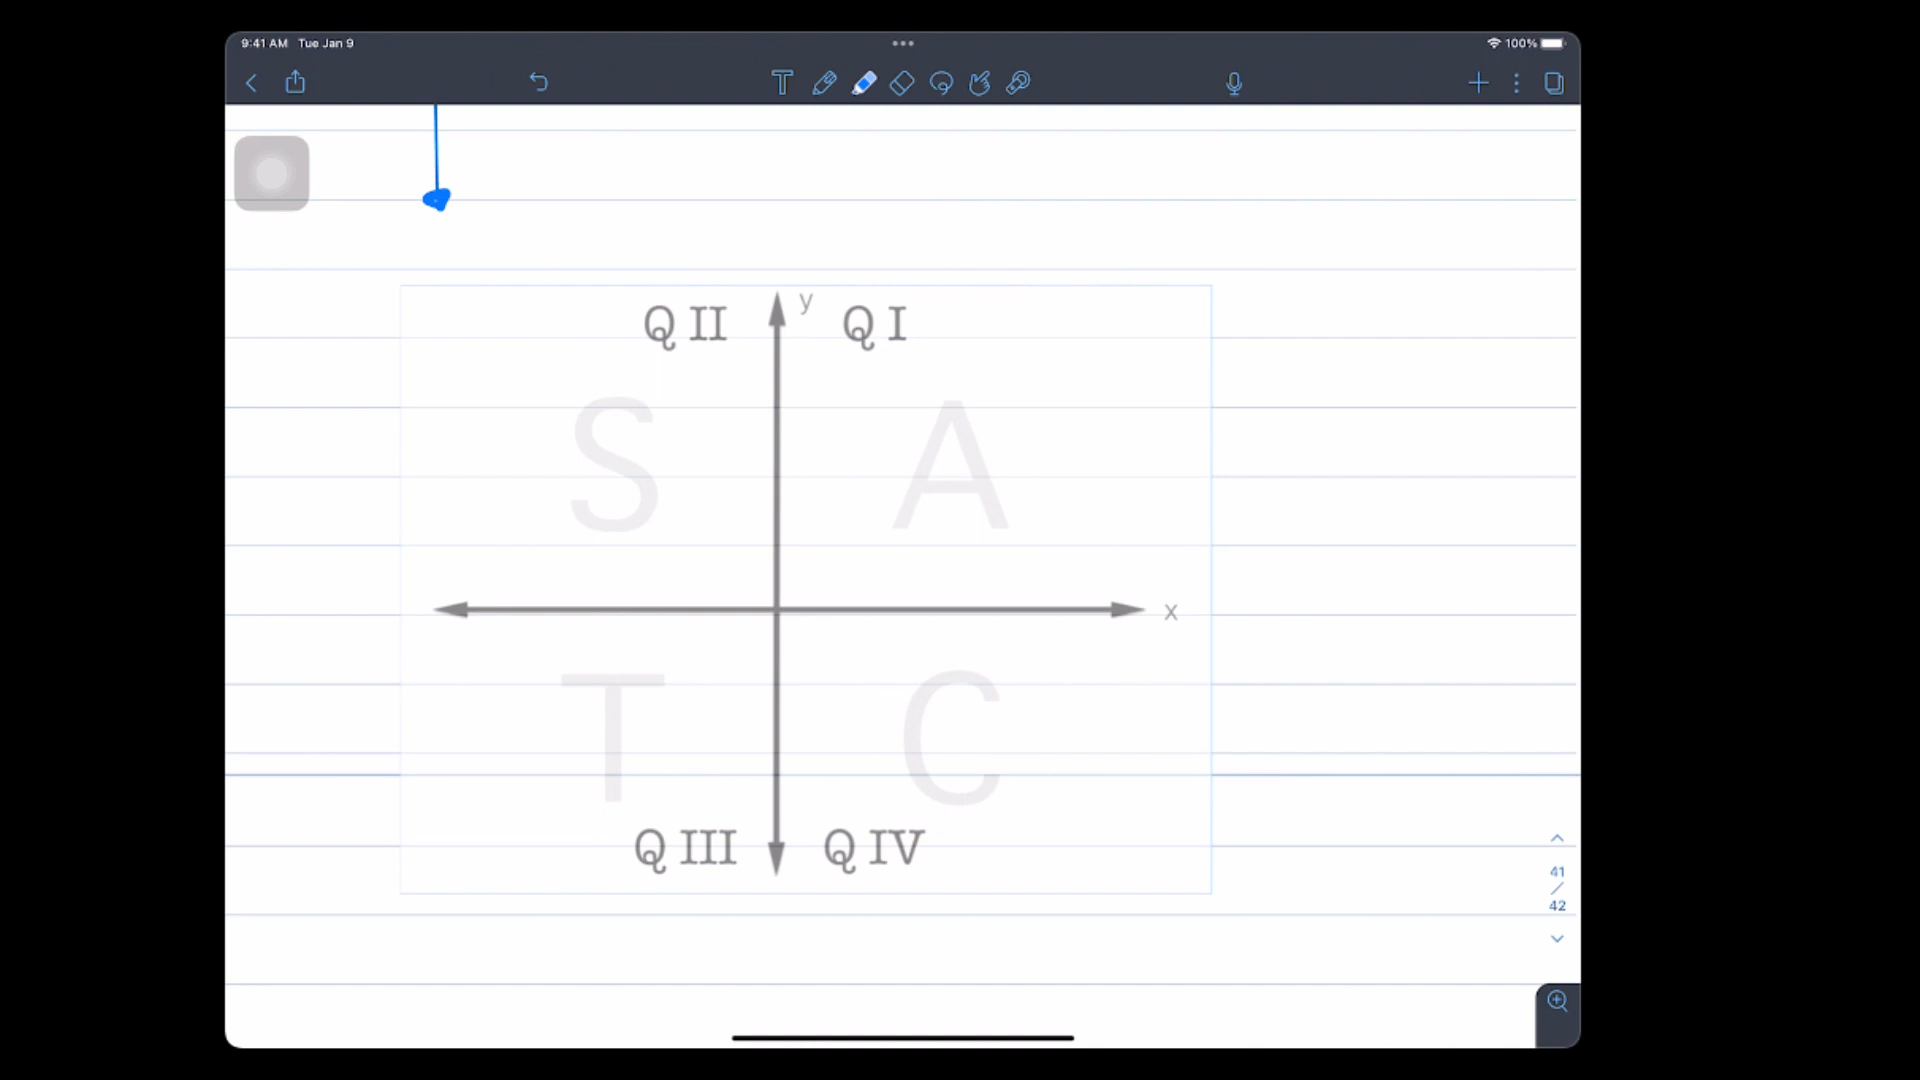 9:41 AM Tue Jan 9
100%
y
Q II Q I
S A
x
T C
Q III Q IV
41
/
42